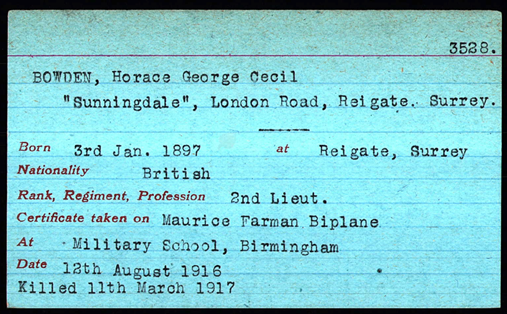 3528.
BOWDEN, Horace George Cecil
"Sunningdale", London Road, Reigate. Surrey.
Born 3rd Jan. 1897 at Reigate, Surrey
Nationality British
Rank, Regiment, Profession 2nd Lieut.
Certificate taken on Maurice Farman Biplane
At Military School, Birmingham
Date 12th August 1916
Killed 11th March 1917